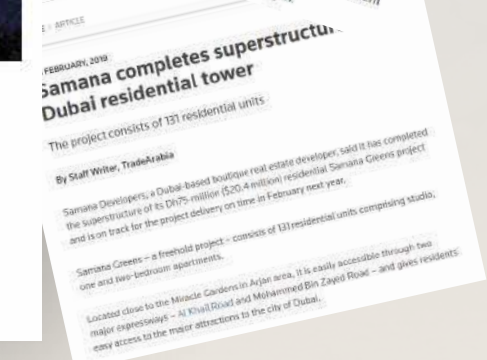 ARTICLE
FEBRUARY, 2019
Samana completes superstructu
Dubai residential tower
The project consists of 131 residential units
By Staff Writer, TradeArabia
Samana Developers, a Dubai-based boutique real estate developer, said it has completed
the superstructure of its Dh75-million ($20.4 million) residential Samana Greens project
and is on track for the project delivery on time in February next year.
Samana Greens – a freehold project – consists of 131 residential units comprising studio,
one and two-bedroom apartments.
Located close to the Miracle Gardens in Arjan area, it is easily accessible through two
major expressways – Al Khail Road and Mohammed Bin Zayed Road – and gives residents
easy access to the major attractions to the city of Dubai.